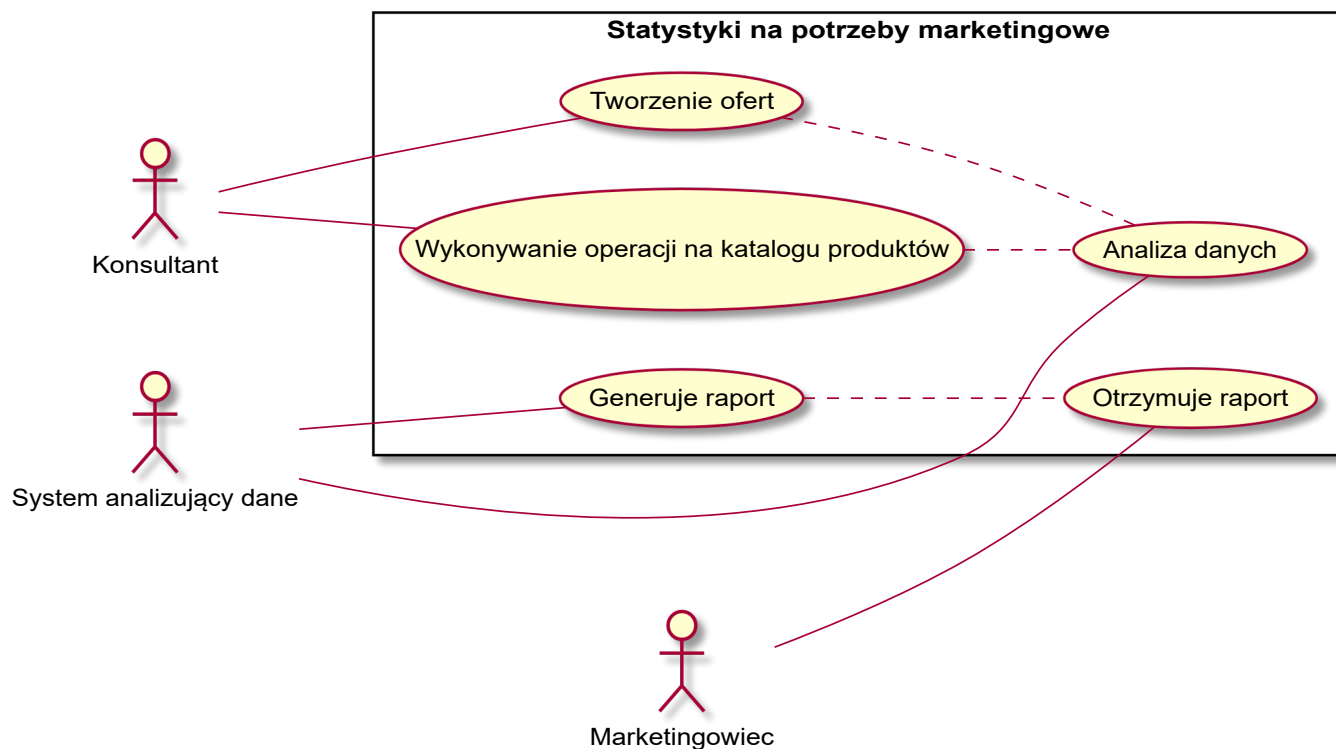 Statystyki na potrzeby marketingowe
Tworzenie ofert
Konsultant
Wykonywanie operacji na katalogu produktów
Analiza danych
System analizujący dane
Generuje raport
Otrzymuje raport
Marketingowiec